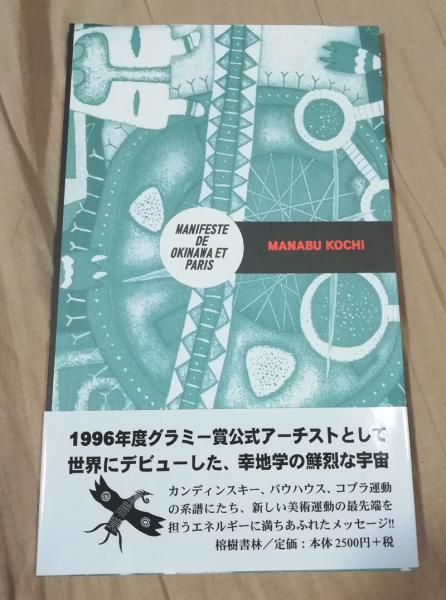 MANIFESTE
DE
OKINAWA ET
PARIS
MANABU KOCHI
1996年度グラミー賞公式アーチストとして
世界にデビューした、幸地学の鮮烈な宇宙
カンディンスキー、バウハウス、コブラ運動
の系譜にたち、新しい美術運動の最先端を
担うエネルギーに満ちあふれたメッセージ!!
榕樹書林/定価：本体2500円+税